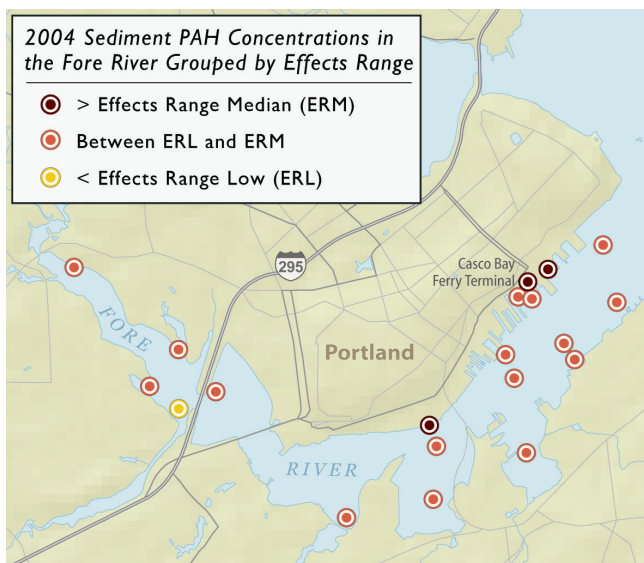 2004 Sediment PAH Concentrations in
the Fore River Grouped by Effects Range
> Effects Range Median (ERM)
Between ERL and ERM
< Effects Range Low (ERL)
295
Casco Bay
Ferry Terminal
FORE
Portland
RIVER